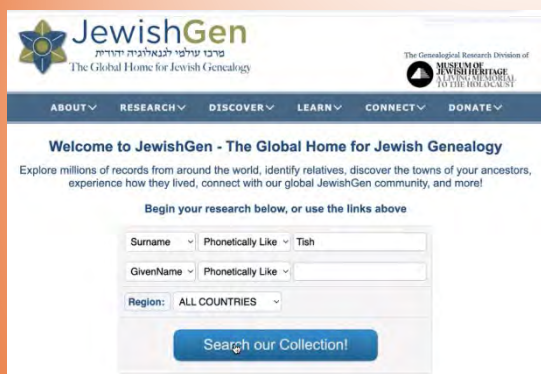 JewishGen
מרכז עולמי לגנאלוגיה יהודית
The Global Home for Jewish Genealogy
The Genealogical Research Division of
MUSEUM OF
JEWISH HERITAGE
A LIVING MEMORIAL
TO THE HOLOCAUST
ABOUT RESEARCH DISCOVER LEARN CONNECT DONATE
Welcome to JewishGen - The Global Home for Jewish Genealogy
Explore millions of records from around the world, identify relatives, discover the towns of your ancestors,
experience how they lived, connect with our global JewishGen community, and more!
Begin your research below, or use the links above
Surname Phonetically Like Tish
GivenName Phonetically Like
Region: ALL COUNTRIES
Search our Collection!